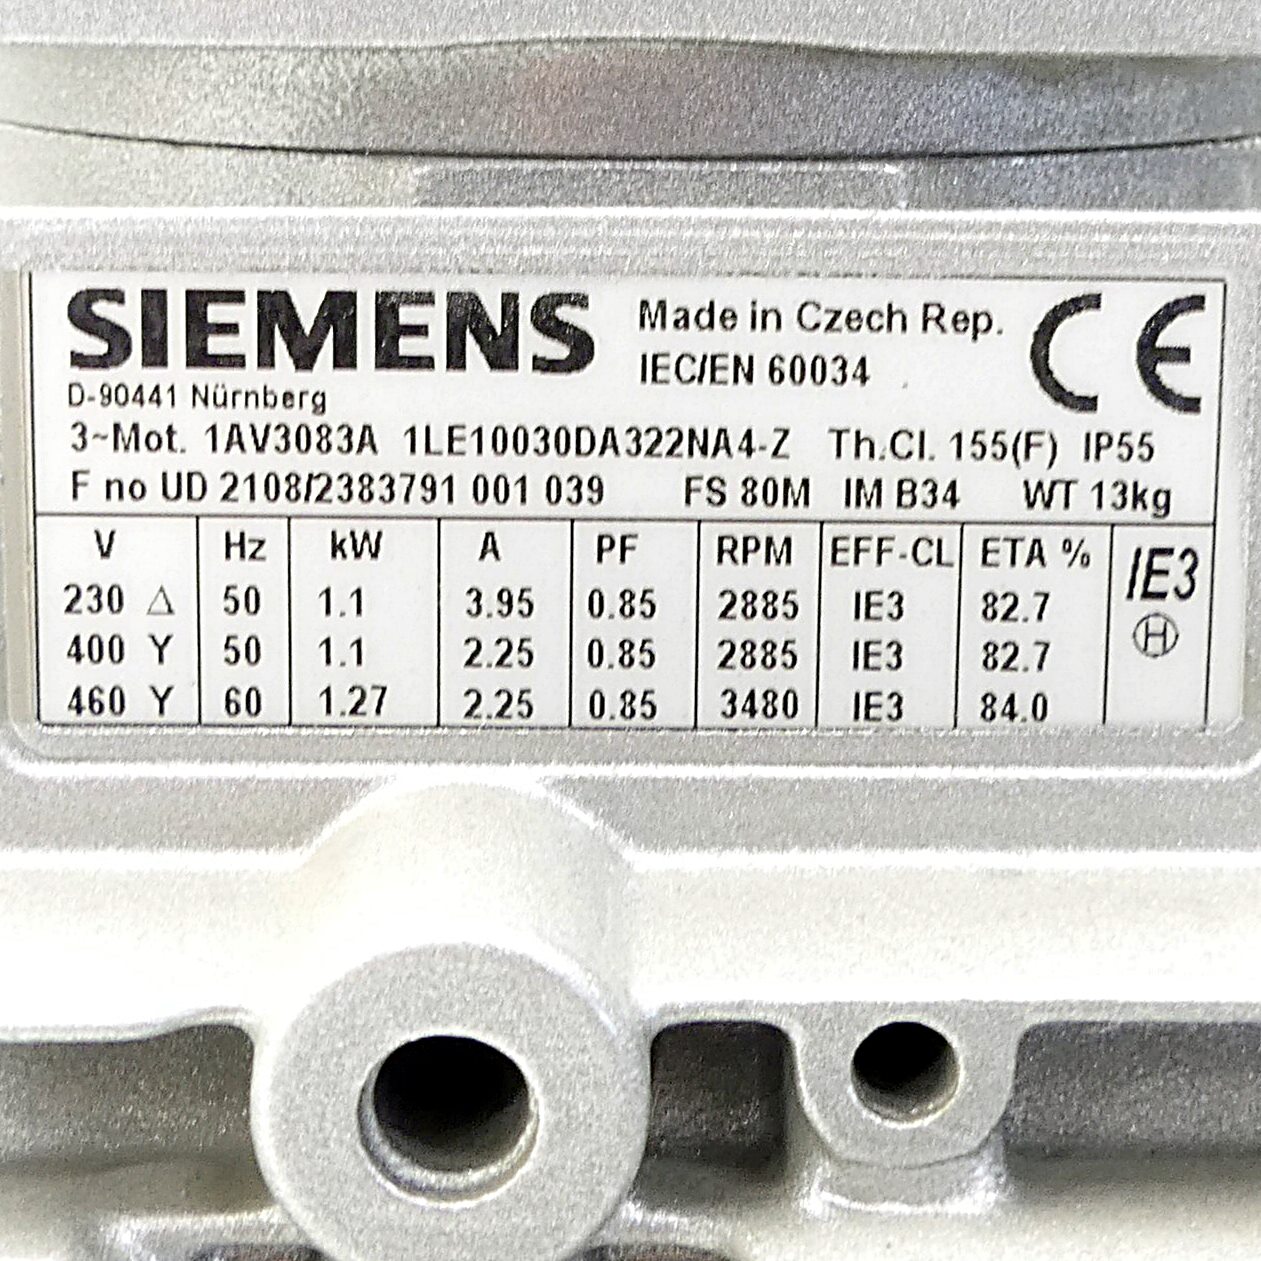 SIEMENS
Made in Czech Rep.
IEC/EN 60034
CE
D-90441 Nürnberg
3~Mot. 1AV3083A 1LE10030DA322NA4-Z Th.Cl. 155(F) IP55
F no UD 2108/2383791 001 039 FS 80M IM B34 WT 13kg
V Hz kW A PF RPM EFF-CL ETA % IE3
230 Δ 50 1.1 3.95 0.85 2885 IE3 82.7
H
400 Y 50 1.1 2.25 0.85 2885 IE3 82.7
460 Y 60 1.27 2.25 0.85 3480 IE3 84.0